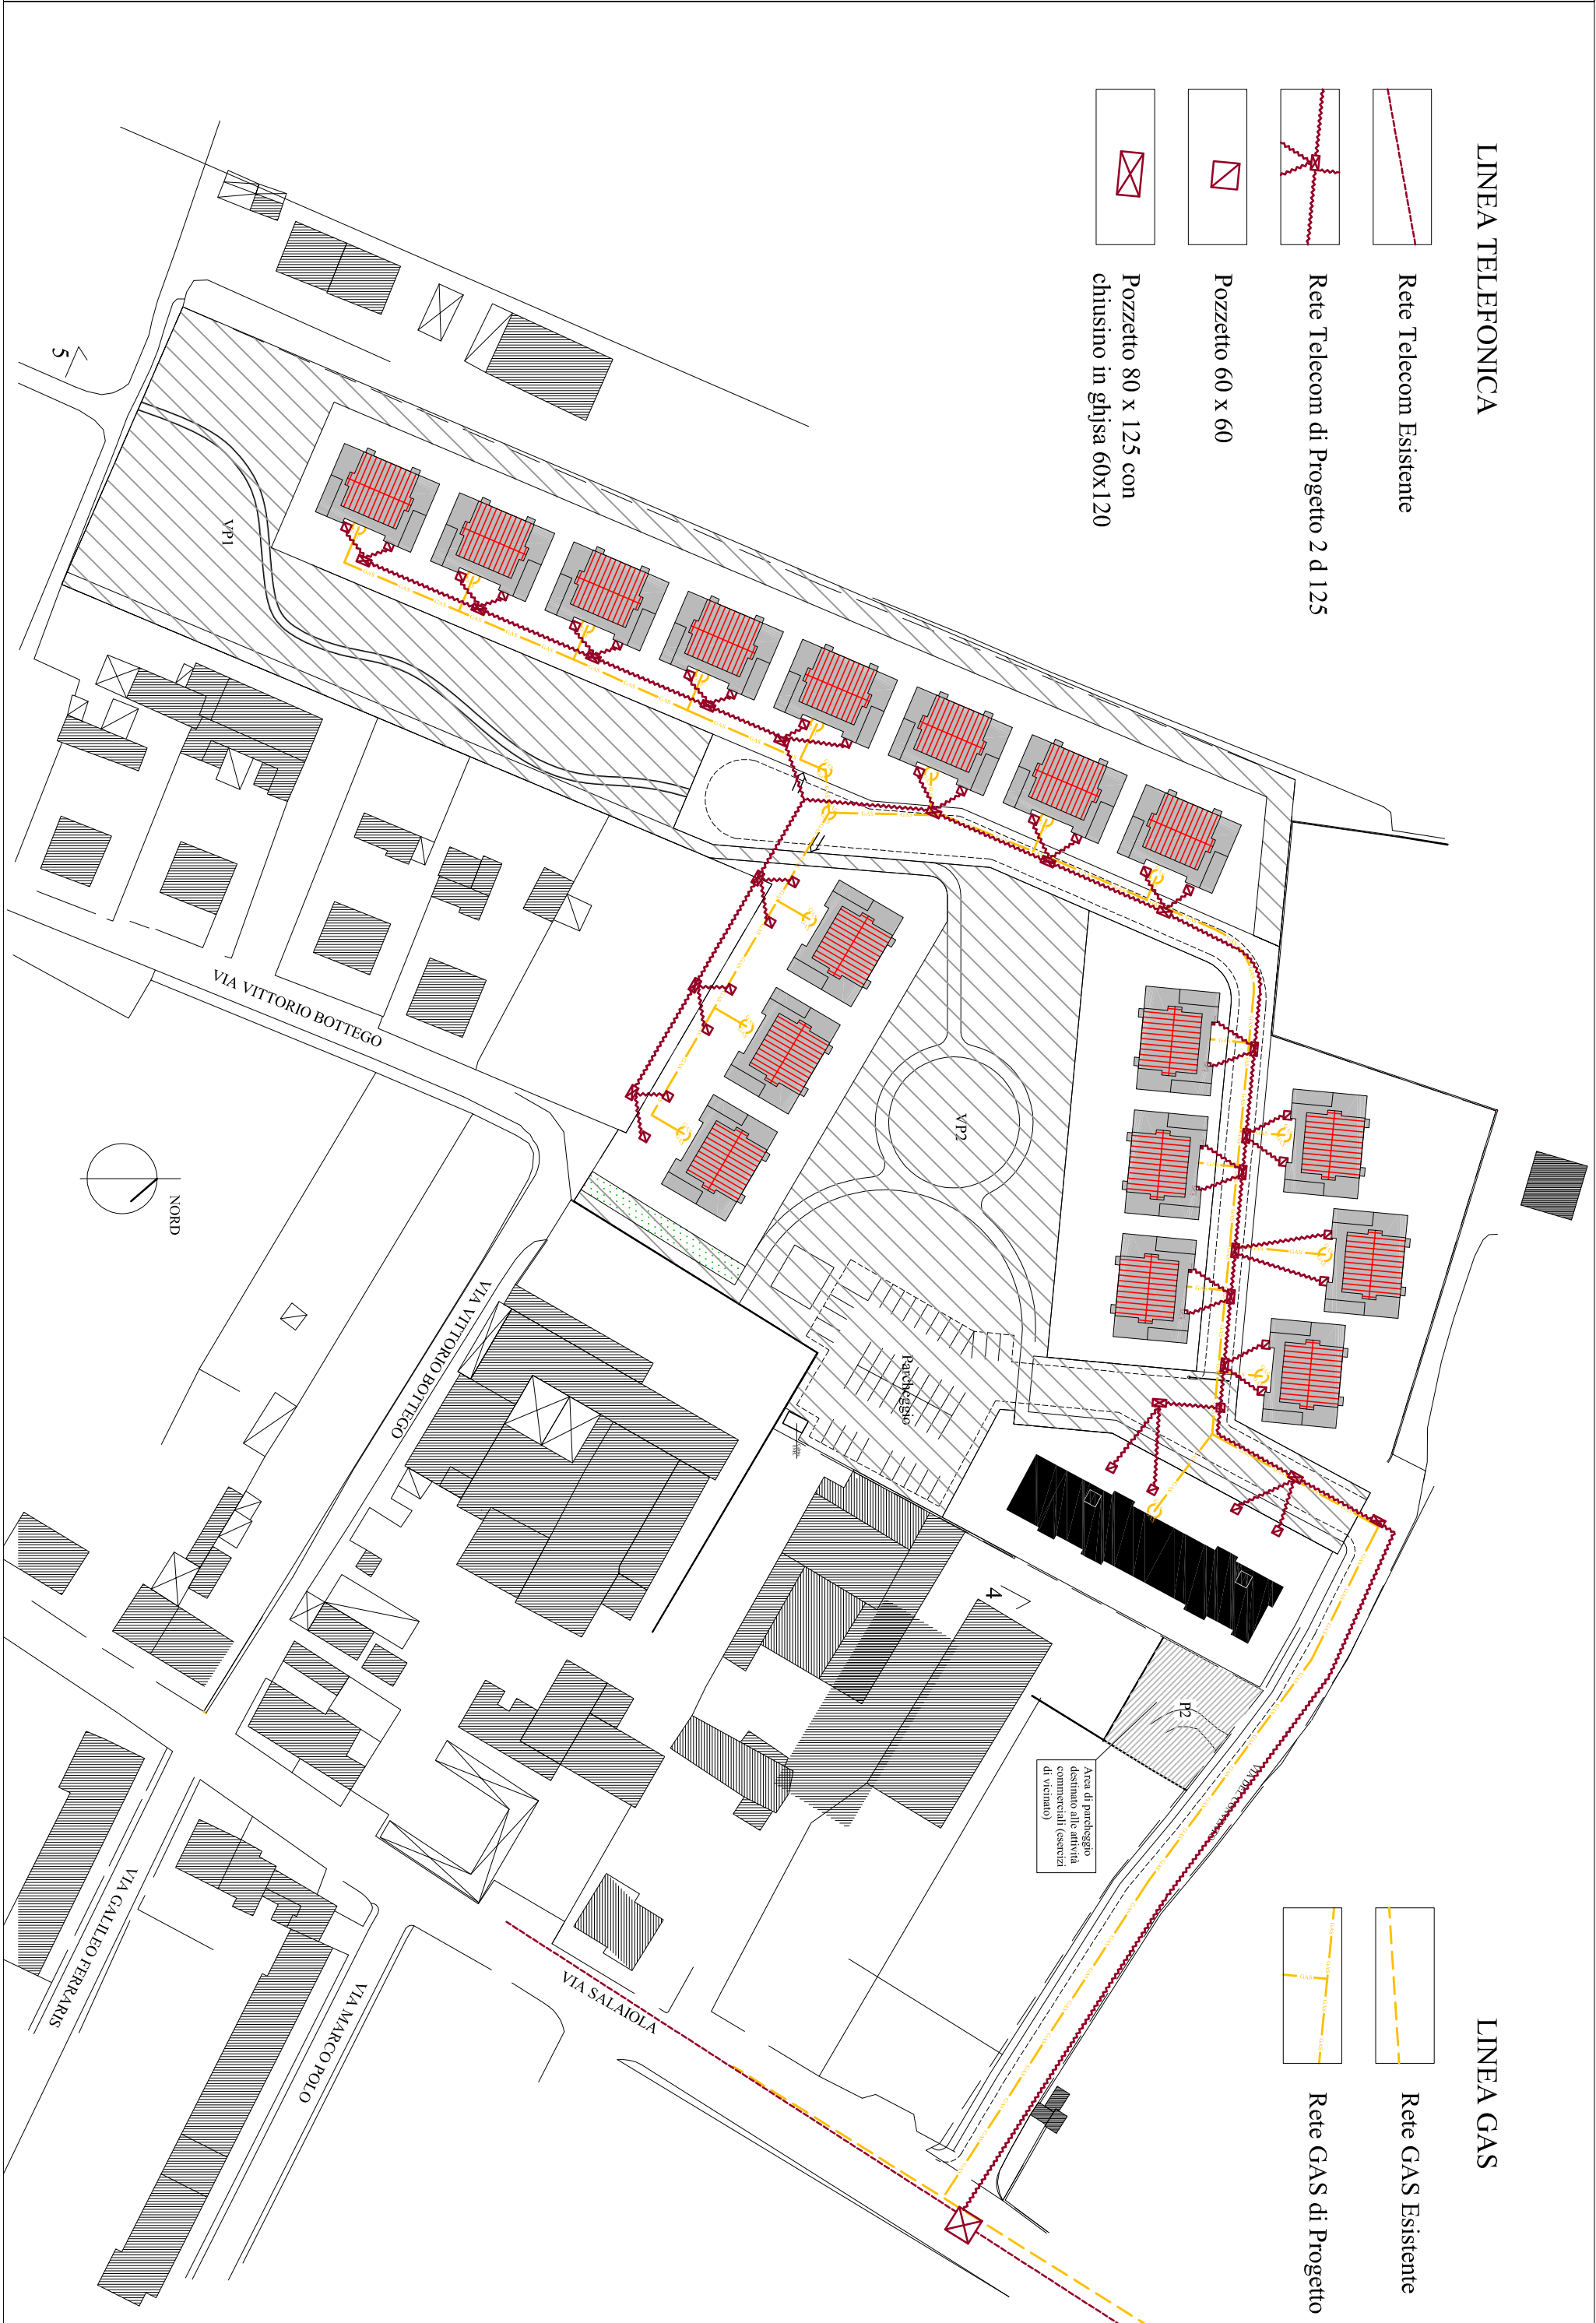 LINEA TELEFONICA
Rete Telecom Esistente
Rete Telecom di Progetto 2 d 125
Pozzetto 60 x 60
Pozzetto 80 x 125 con
chiusino in ghjsa 60x120
LINEA GAS
Rete GAS Esistente
GAS
Rete GAS di Progetto
5
VP1
VP2
Parcheggio
4
P2
Area di parcheggio
destinato alle attività
commerciali (esercizi
di vicinato)
NORD
VIA VITTORIO BOTTEGO
VIA VITTORIO BOTTEGO
VIA SALAIOLA
VIA MARCO POLO
VIA GALILEO FERRARIS